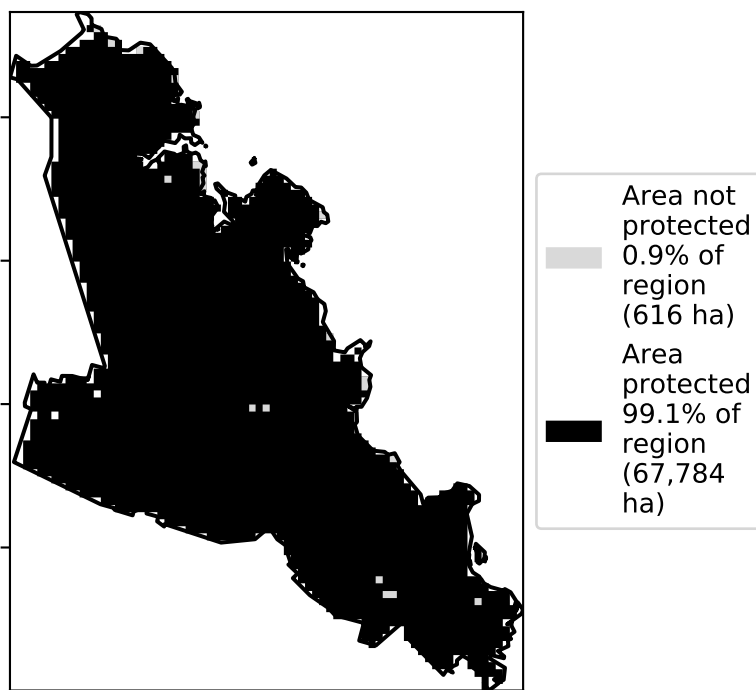 Area not
protected
0.9% of
region
(616 ha)
Area
protected
99.1% of
region
(67,784
ha)